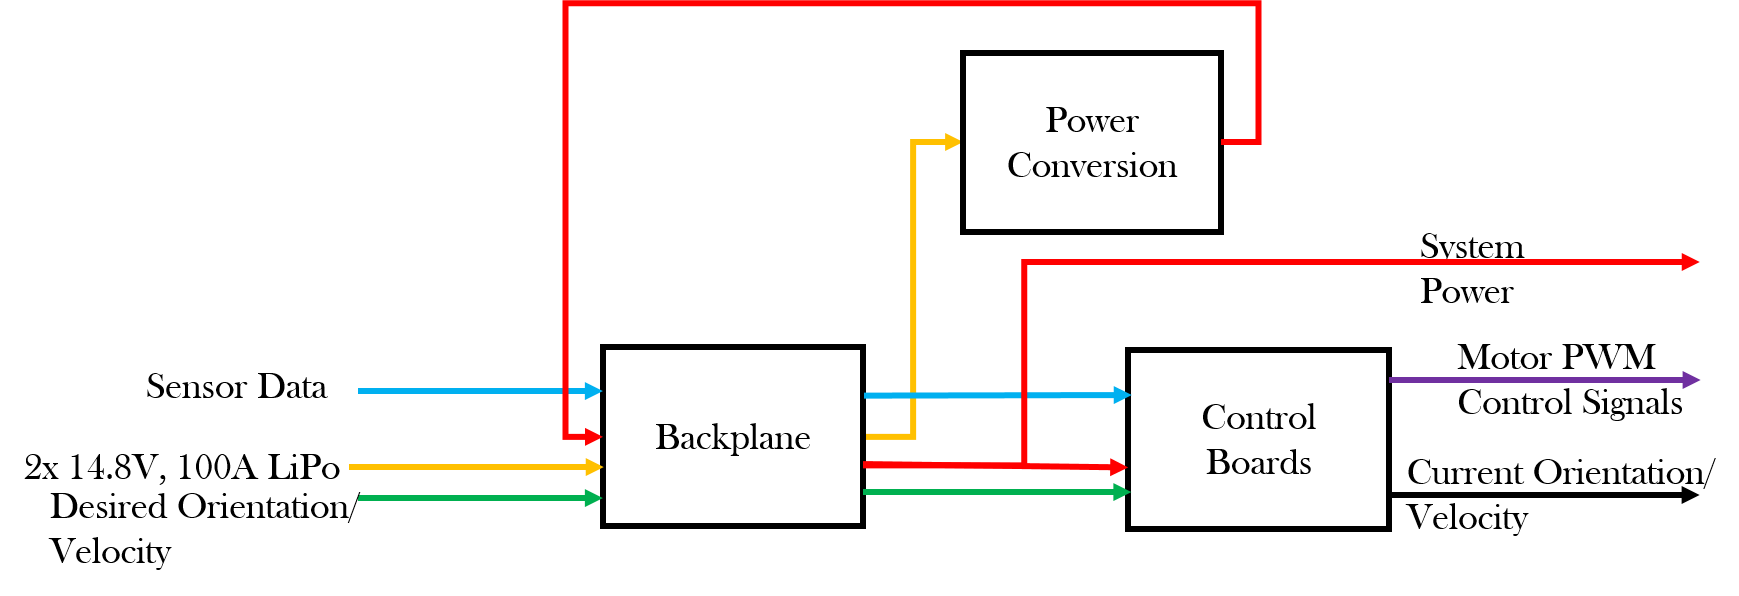 Power
Conversion
System
Power
Sensor Data
Backplane
Control
Boards
Motor PWM
Control Signals
2x 14.8V, 100A LiPo
Desired Orientation/
Velocity
Current Orientation/
Velocity